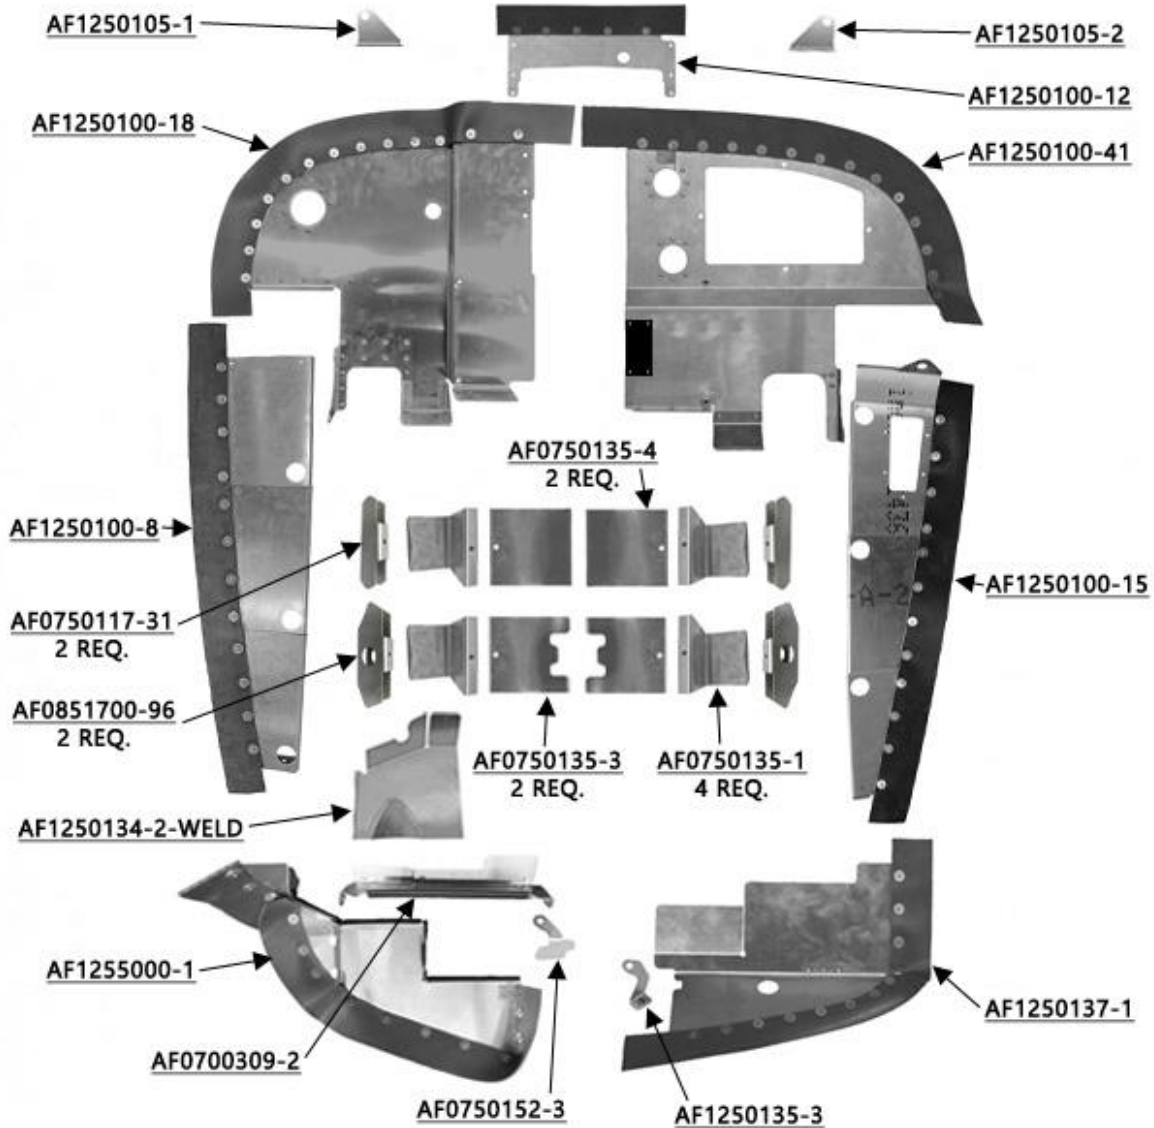 AF1250105-1
AF1250105-2
AF1250100-12
AF1250100-18
AF1250100-41
AF0750135-4
2 REQ.
AF1250100-8
AF1250100-15
AF0750117-31
2 REQ.
AF0851700-96
2 REQ.
AF0750135-3
2 REQ.
AF0750135-1
4 REQ.
AF1250134-2-WELD
AF1255000-1
AF1250137-1
AF0700309-2
AF0750152-3
AF1250135-3